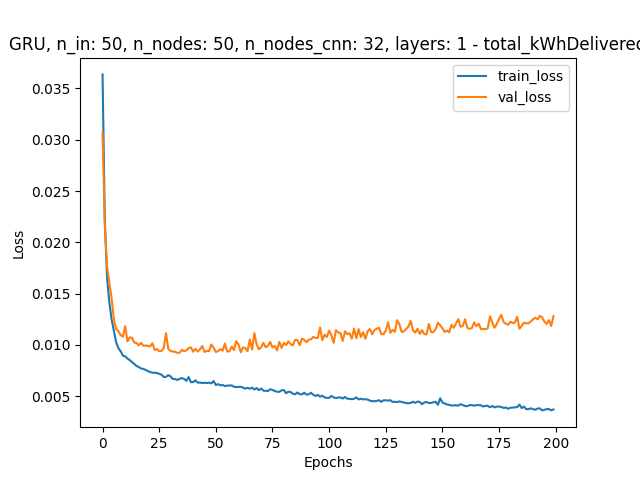 GRU, n_in: 50, n_nodes: 50, n_nodes_cnn: 32, layers: 1 - total_kWhDelivered
train_loss
val_loss
0.035
0.030
0.025
0.020
0.015
0.010
0.005
Loss
0 25 50 75 100 125 150 175 200
Epochs